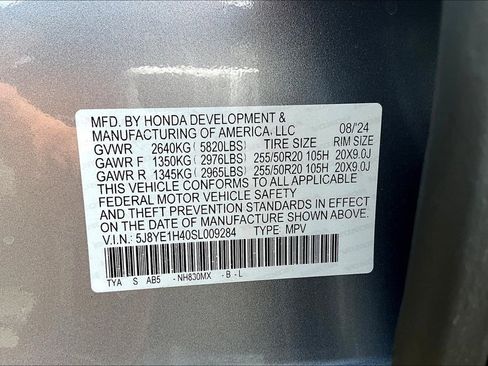 MFD. BY HONDA DEVELOPMENT &
MANUFACTURING OF AMERICA, LLC 08/'24
GVWR 2640KG ( 5820LBS) TIRE SIZE RIM SIZE
GAWR F 1350KG ( 2976LBS) 255/50R20 105H 20X9.0J
GAWR R 1345KG ( 2965LBS) 255/50R20 105H 20X9.0J
THIS VEHICLE CONFORMS TO ALL APPLICABLE
FEDERAL MOTOR VEHICLE SAFETY
AND THEFT PREVENTION STANDARDS IN EFFECT
ON THE DATE OF MANUFACTURE SHOWN ABOVE.
V.I.N: 5J8YE1H40SL009284 TYPE: MPV
TYA S AB5 - NH830MX - B - L